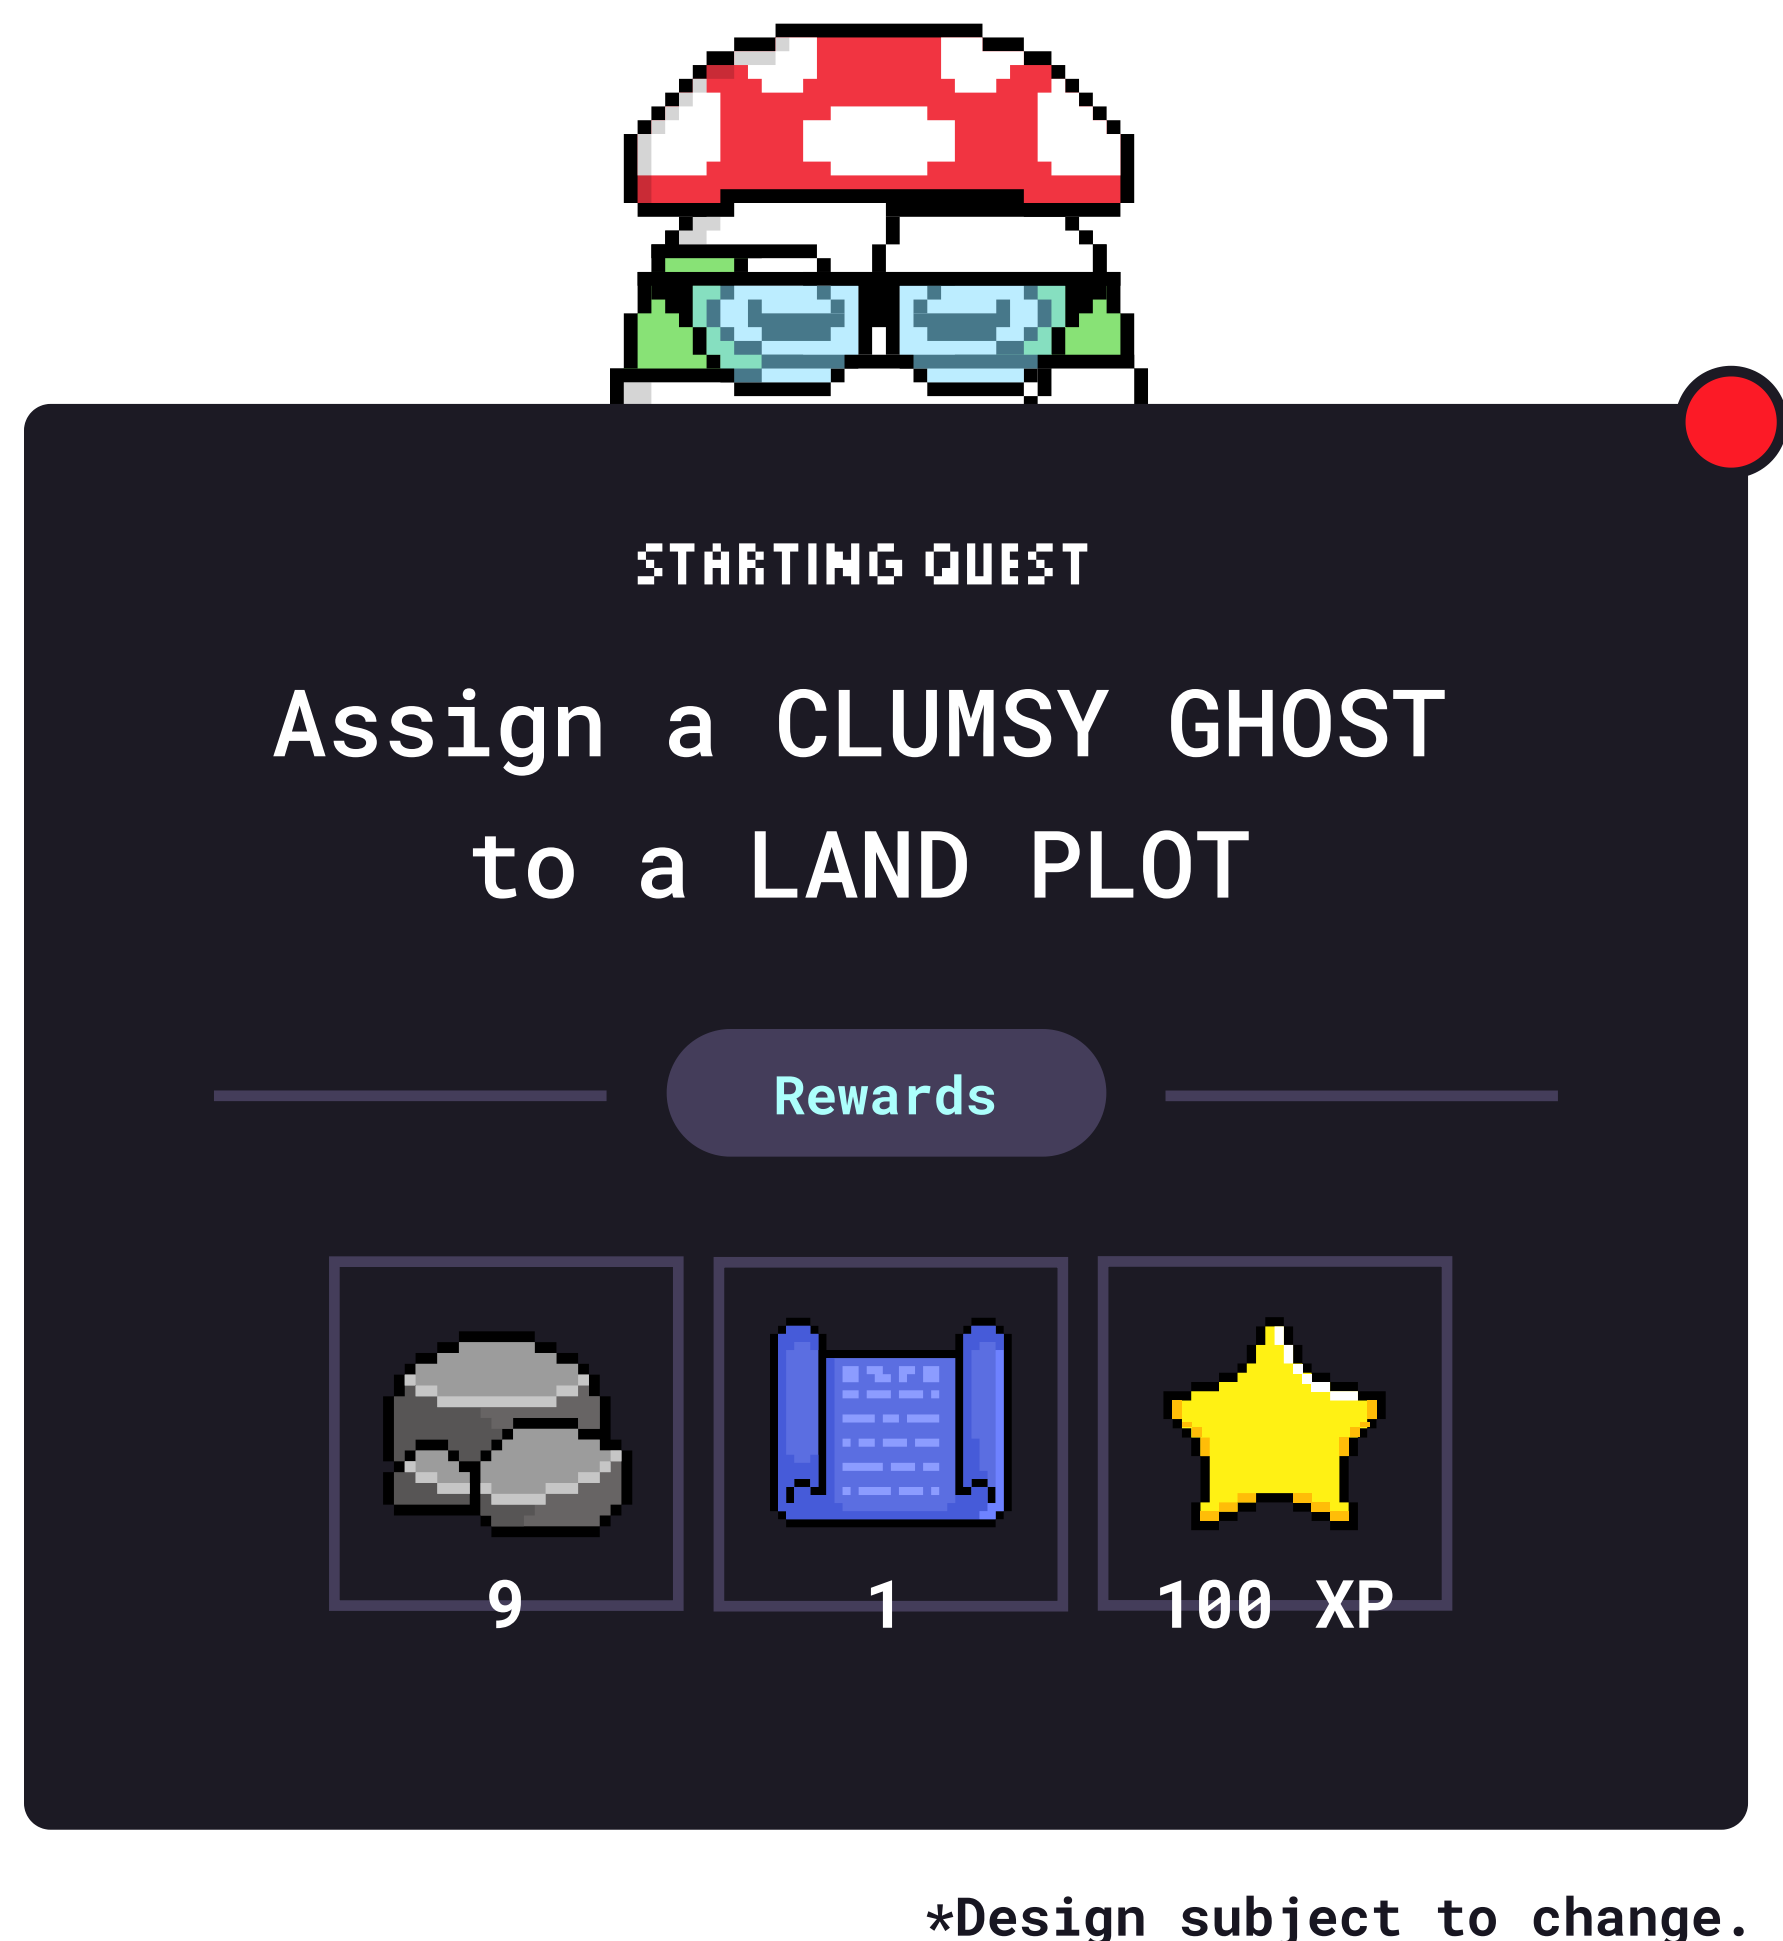 STARTING QUEST
Assign a CLUMSY GHOST
to a LAND PLOT
Rewards
9
1
100 XP
*Design subject to change.